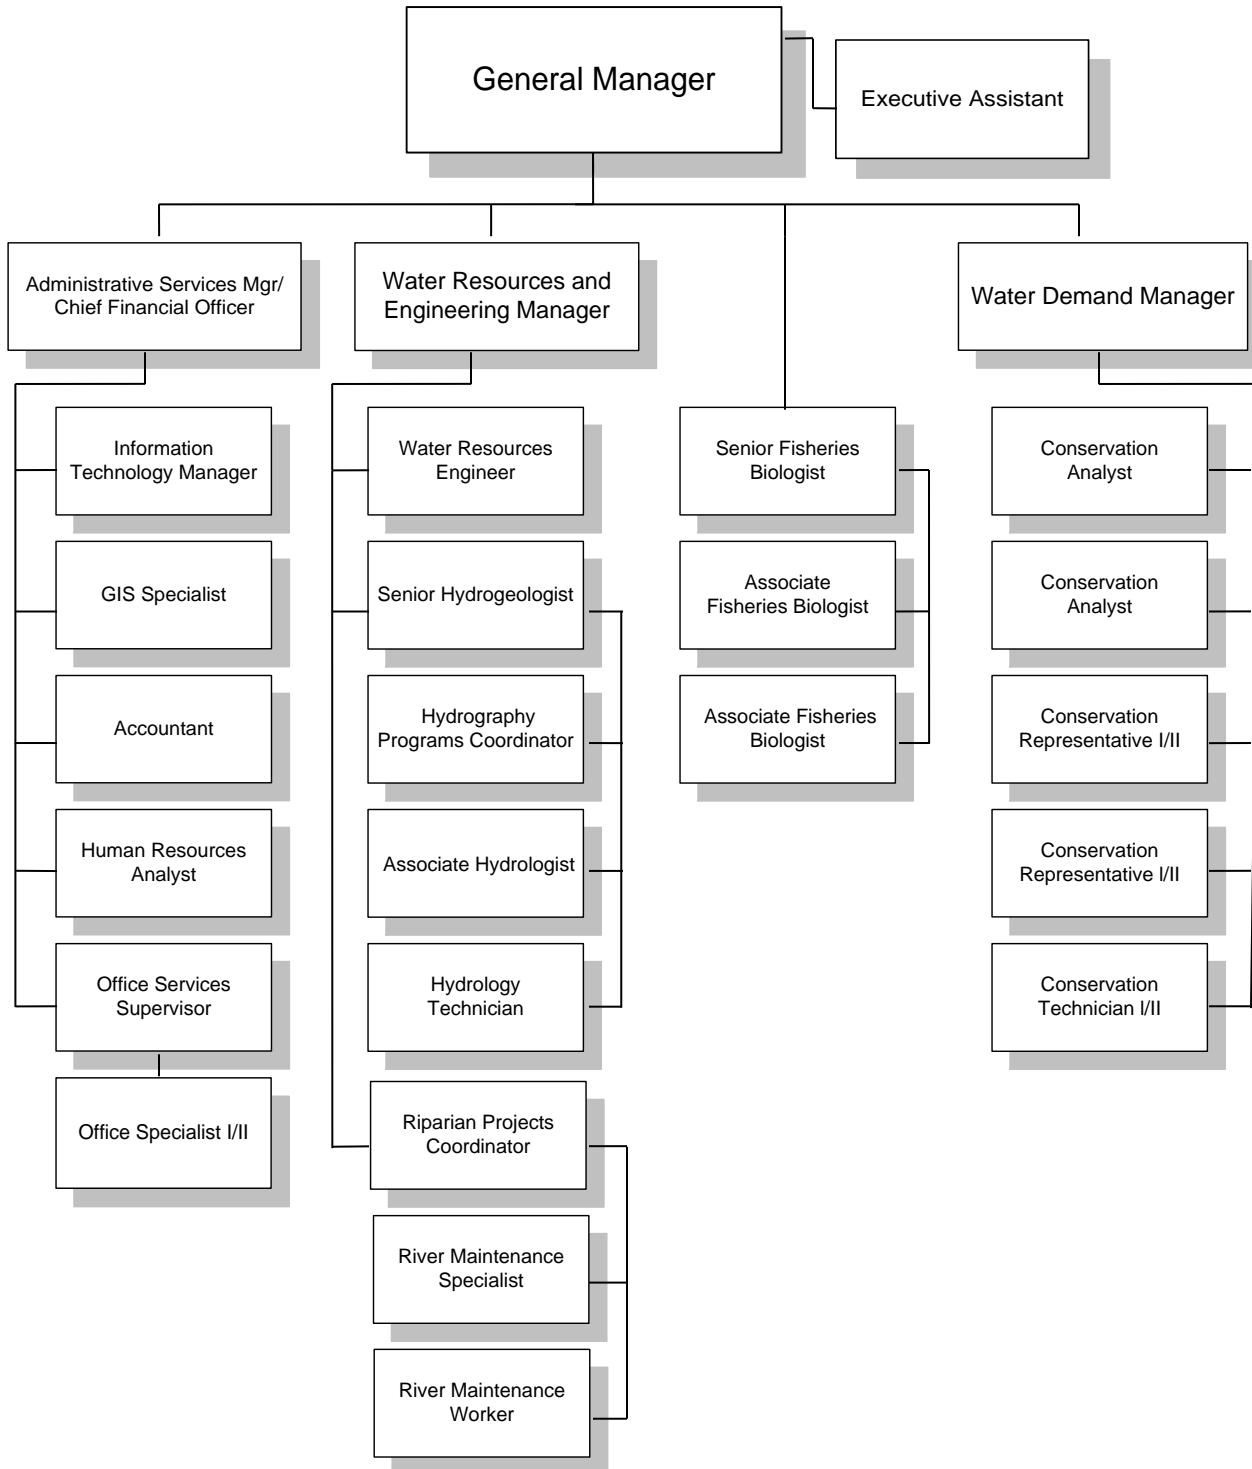 General Manager
Executive Assistant
Administrative Services Mgr/
Chief Financial Officer
Water Resources and
Engineering Manager
Water Demand Manager
Information
Technology Manager
GIS Specialist
Accountant
Human Resources
Analyst
Office Services
Supervisor
Office Specialist I/II
Water Resources
Engineer
Senior Hydrogeologist
Hydrography
Programs Coordinator
Associate Hydrologist
Hydrology
Technician
Riparian Projects
Coordinator
River Maintenance
Specialist
River Maintenance
Worker
Senior Fisheries
Biologist
Associate
Fisheries Biologist
Associate Fisheries
Biologist
Conservation
Analyst
Conservation
Analyst
Conservation
Representative I/II
Conservation
Representative I/II
Conservation
Technician I/II